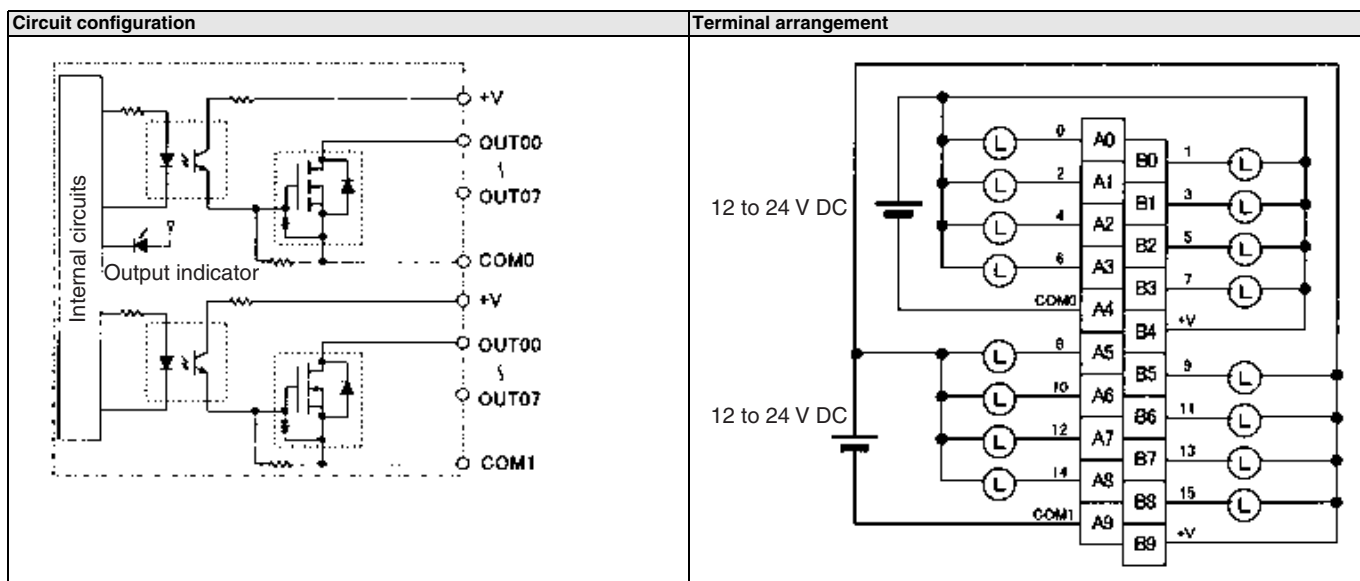 Circuit configuration
Terminal arrangement
Internal circuits
Output indicator
+V
OUT00
OUT07
COM0
+V
OUT00
OUT07
COM1
12 to 24 V DC
12 to 24 V DC
L 0 A0
B0 1 L
L 2 A1
B1 3 L
L 4 A2
B2 5 L
L 6 A3
B3 7 L
COM0 A4
B4 +V
L 8 A5
B5 9 L
L 10 A6
B6 11 L
L 12 A7
B7 13 L
L 14 A8
B8 15 L
COM1 A9
B9 +V